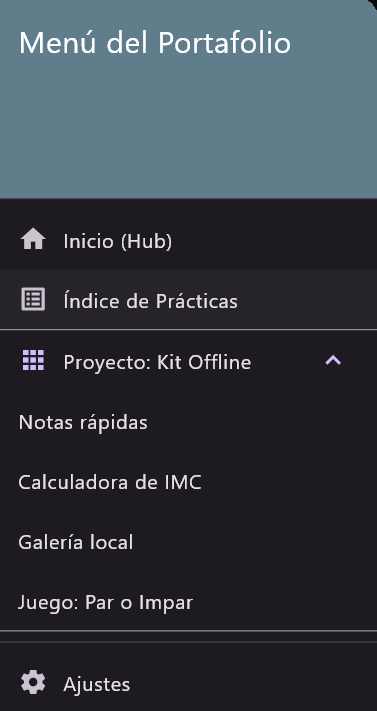 Menú del Portafolio
Inicio (Hub)
Índice de Prácticas
Proyecto: Kit Offline
Notas rápidas
Calculadora de IMC
Galería local
Juego: Par o Impar
Ajustes